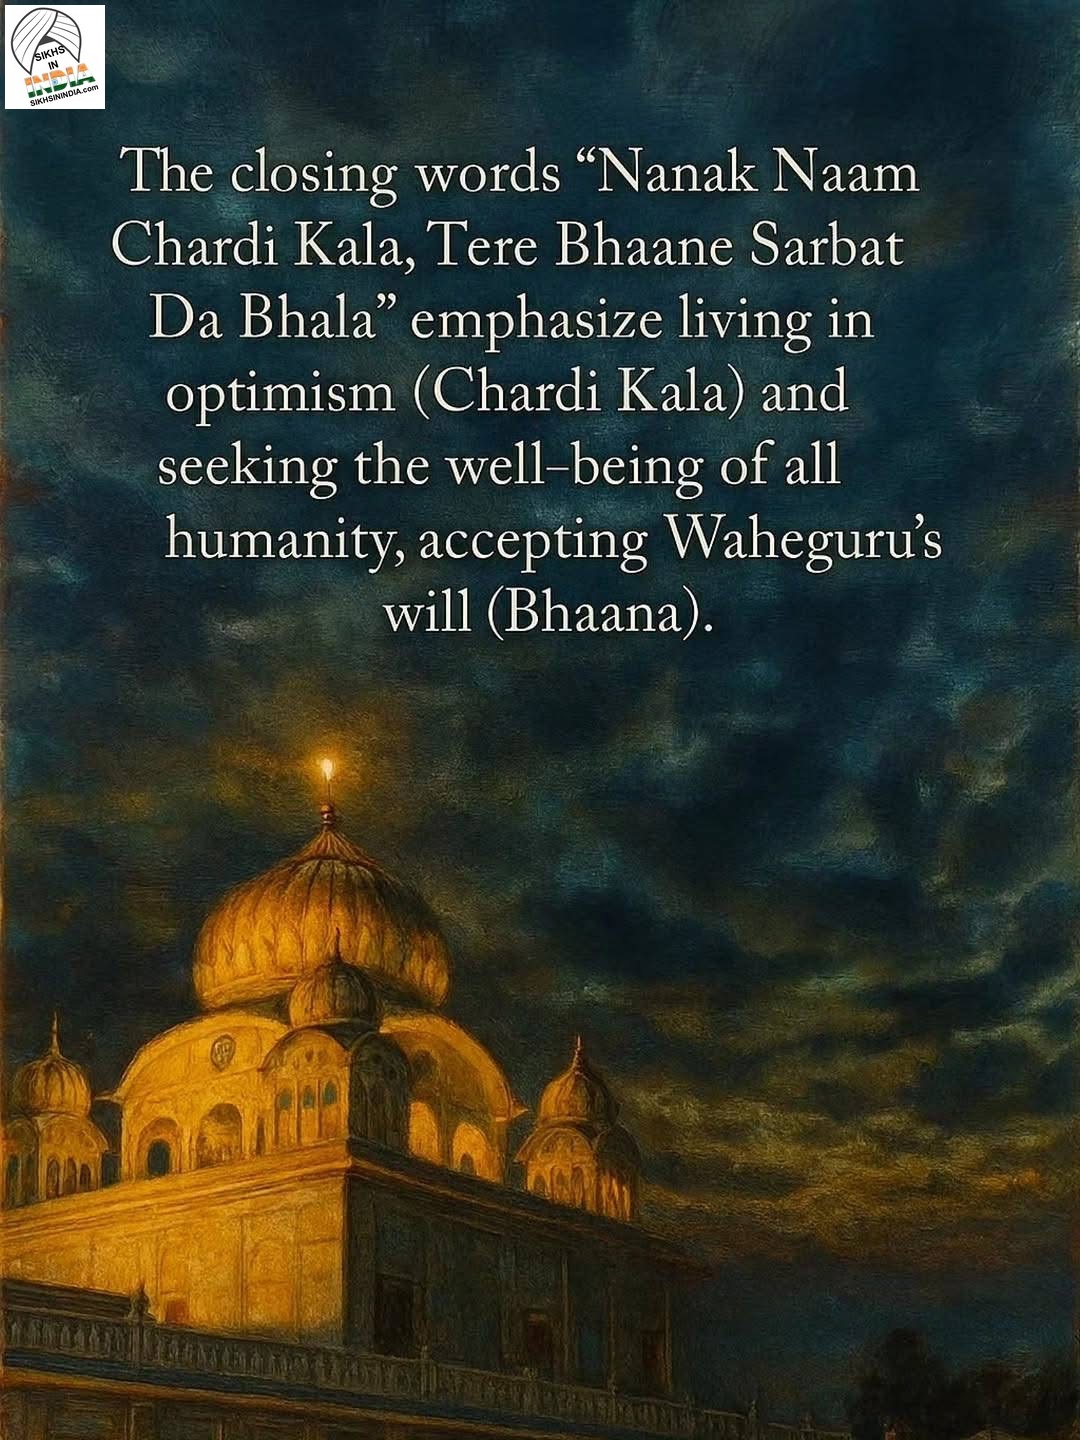 SIKHS
IN
INDIA
SIKHSININDIA.com
The closing words “Nanak Naam
Chardi Kala, Tere Bhaane Sarbat
Da Bhala” emphasize living in
optimism (Chardi Kala) and
seeking the well–being of all
humanity, accepting Waheguru’s
will (Bhaana).